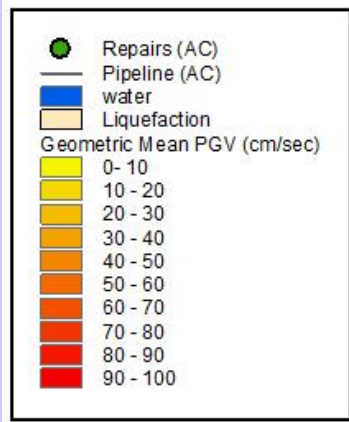 Repairs (AC)
Pipeline (AC)
water
Liquefaction
Geometric Mean PGV (cm/sec)
0- 10
10 - 20
20 - 30
30 - 40
40 - 50
50 - 60
60 - 70
70 - 80
80 - 90
90 - 100